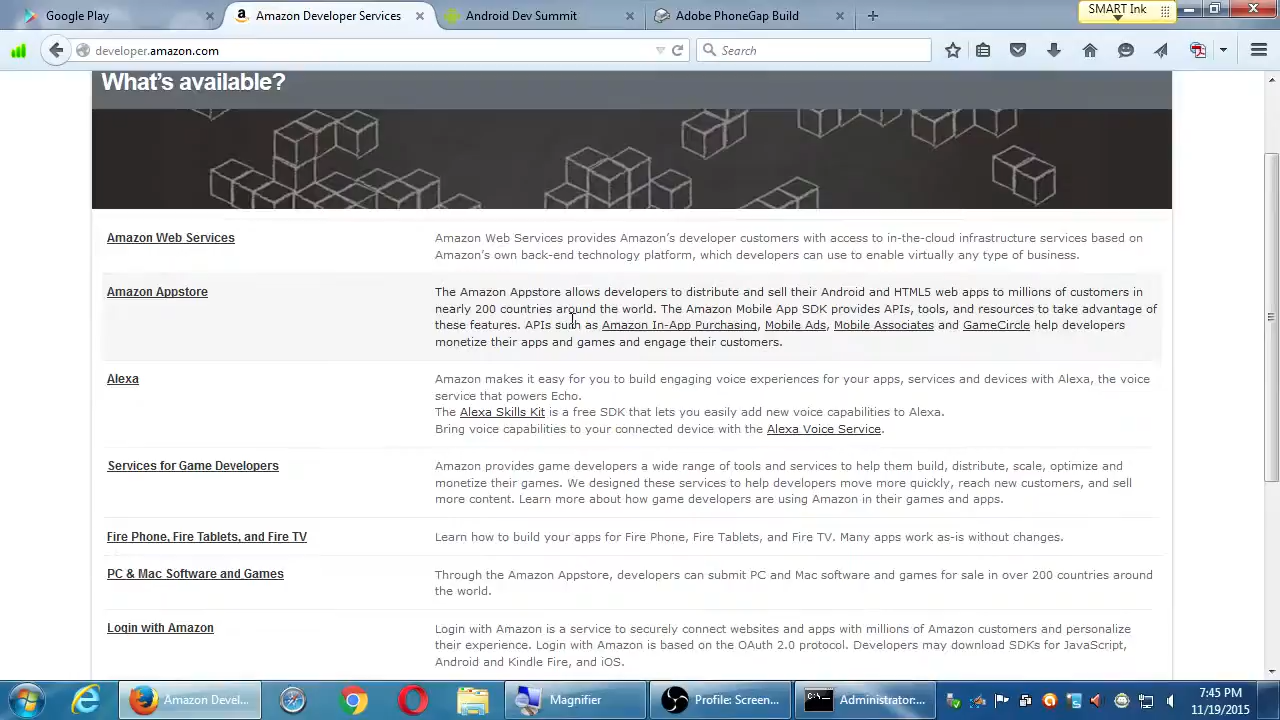 Google Play
Amazon Developer Services
Android Dev Summit
Adobe PhoneGap Build
SMART Ink
developer.amazon.com
Search
What's available?
Amazon Web Services
Amazon Web Services provides Amazon's developer customers with access to in-the-cloud infrastructure services based on
Amazon's own back-end technology platform, which developers can use to enable virtually any type of business.
Amazon Appstore
The Amazon Appstore allows developers to distribute and sell their Android and HTML5 web apps to millions of customers in
nearly 200 countries around the world. The Amazon Mobile App SDK provides APIs, tools, and resources to take advantage of
these features. APIs such as Amazon In-App Purchasing, Mobile Ads, Mobile Associates and GameCircle help developers
monetize their apps and games and engage their customers.
Alexa
Amazon makes it easy for you to build engaging voice experiences for your apps, services and devices with Alexa, the voice
service that powers Echo.
The Alexa Skills Kit is a free SDK that lets you easily add new voice capabilities to Alexa.
Bring voice capabilities to your connected device with the Alexa Voice Service.
Services for Game Developers
Amazon provides game developers a wide range of tools and services to help them build, distribute, scale, optimize and
monetize their games. We designed these services to help developers move more quickly, reach new customers, and sell
more content. Learn more about how game developers are using Amazon in their games and apps.
Fire Phone, Fire Tablets, and Fire TV
Learn how to build your apps for Fire Phone, Fire Tablets, and Fire TV. Many apps work as-is without changes.
PC & Mac Software and Games
Through the Amazon Appstore, developers can submit PC and Mac software and games for sale in over 200 countries around
the world.
Login with Amazon
Login with Amazon is a service to securely connect websites and apps with millions of Amazon customers and personalize
their experience. Login with Amazon is based on the OAuth 2.0 protocol. Developers may download SDKs for JavaScript,
Android and Kindle Fire, and iOS.
Amazon Devel...
Magnifier
Profile: Screen...
Administrator:...
7:45 PM
11/19/2015